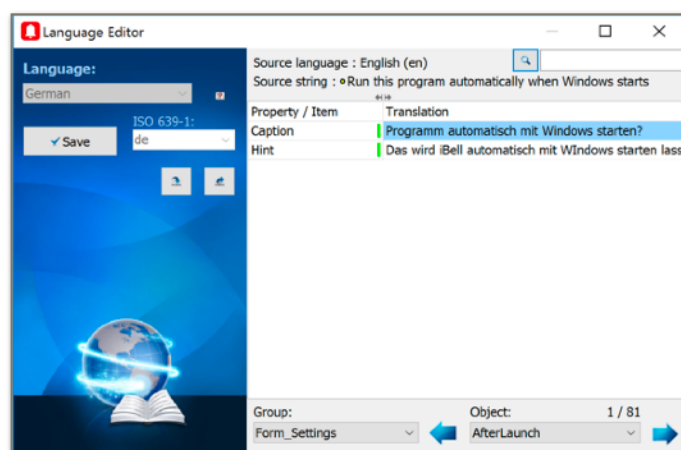 Language Editor
Language:
German
ISO 639-1:
Save
de
Source language : English (en)
Source string : Run this program automatically when Windows starts
Property / Item Translation
Caption Programm automatisch mit Windows starten?
Hint Das wird iBell automatisch mit WIndows starten lass
Group: Object: 1 / 81
Form_Settings AfterLaunch